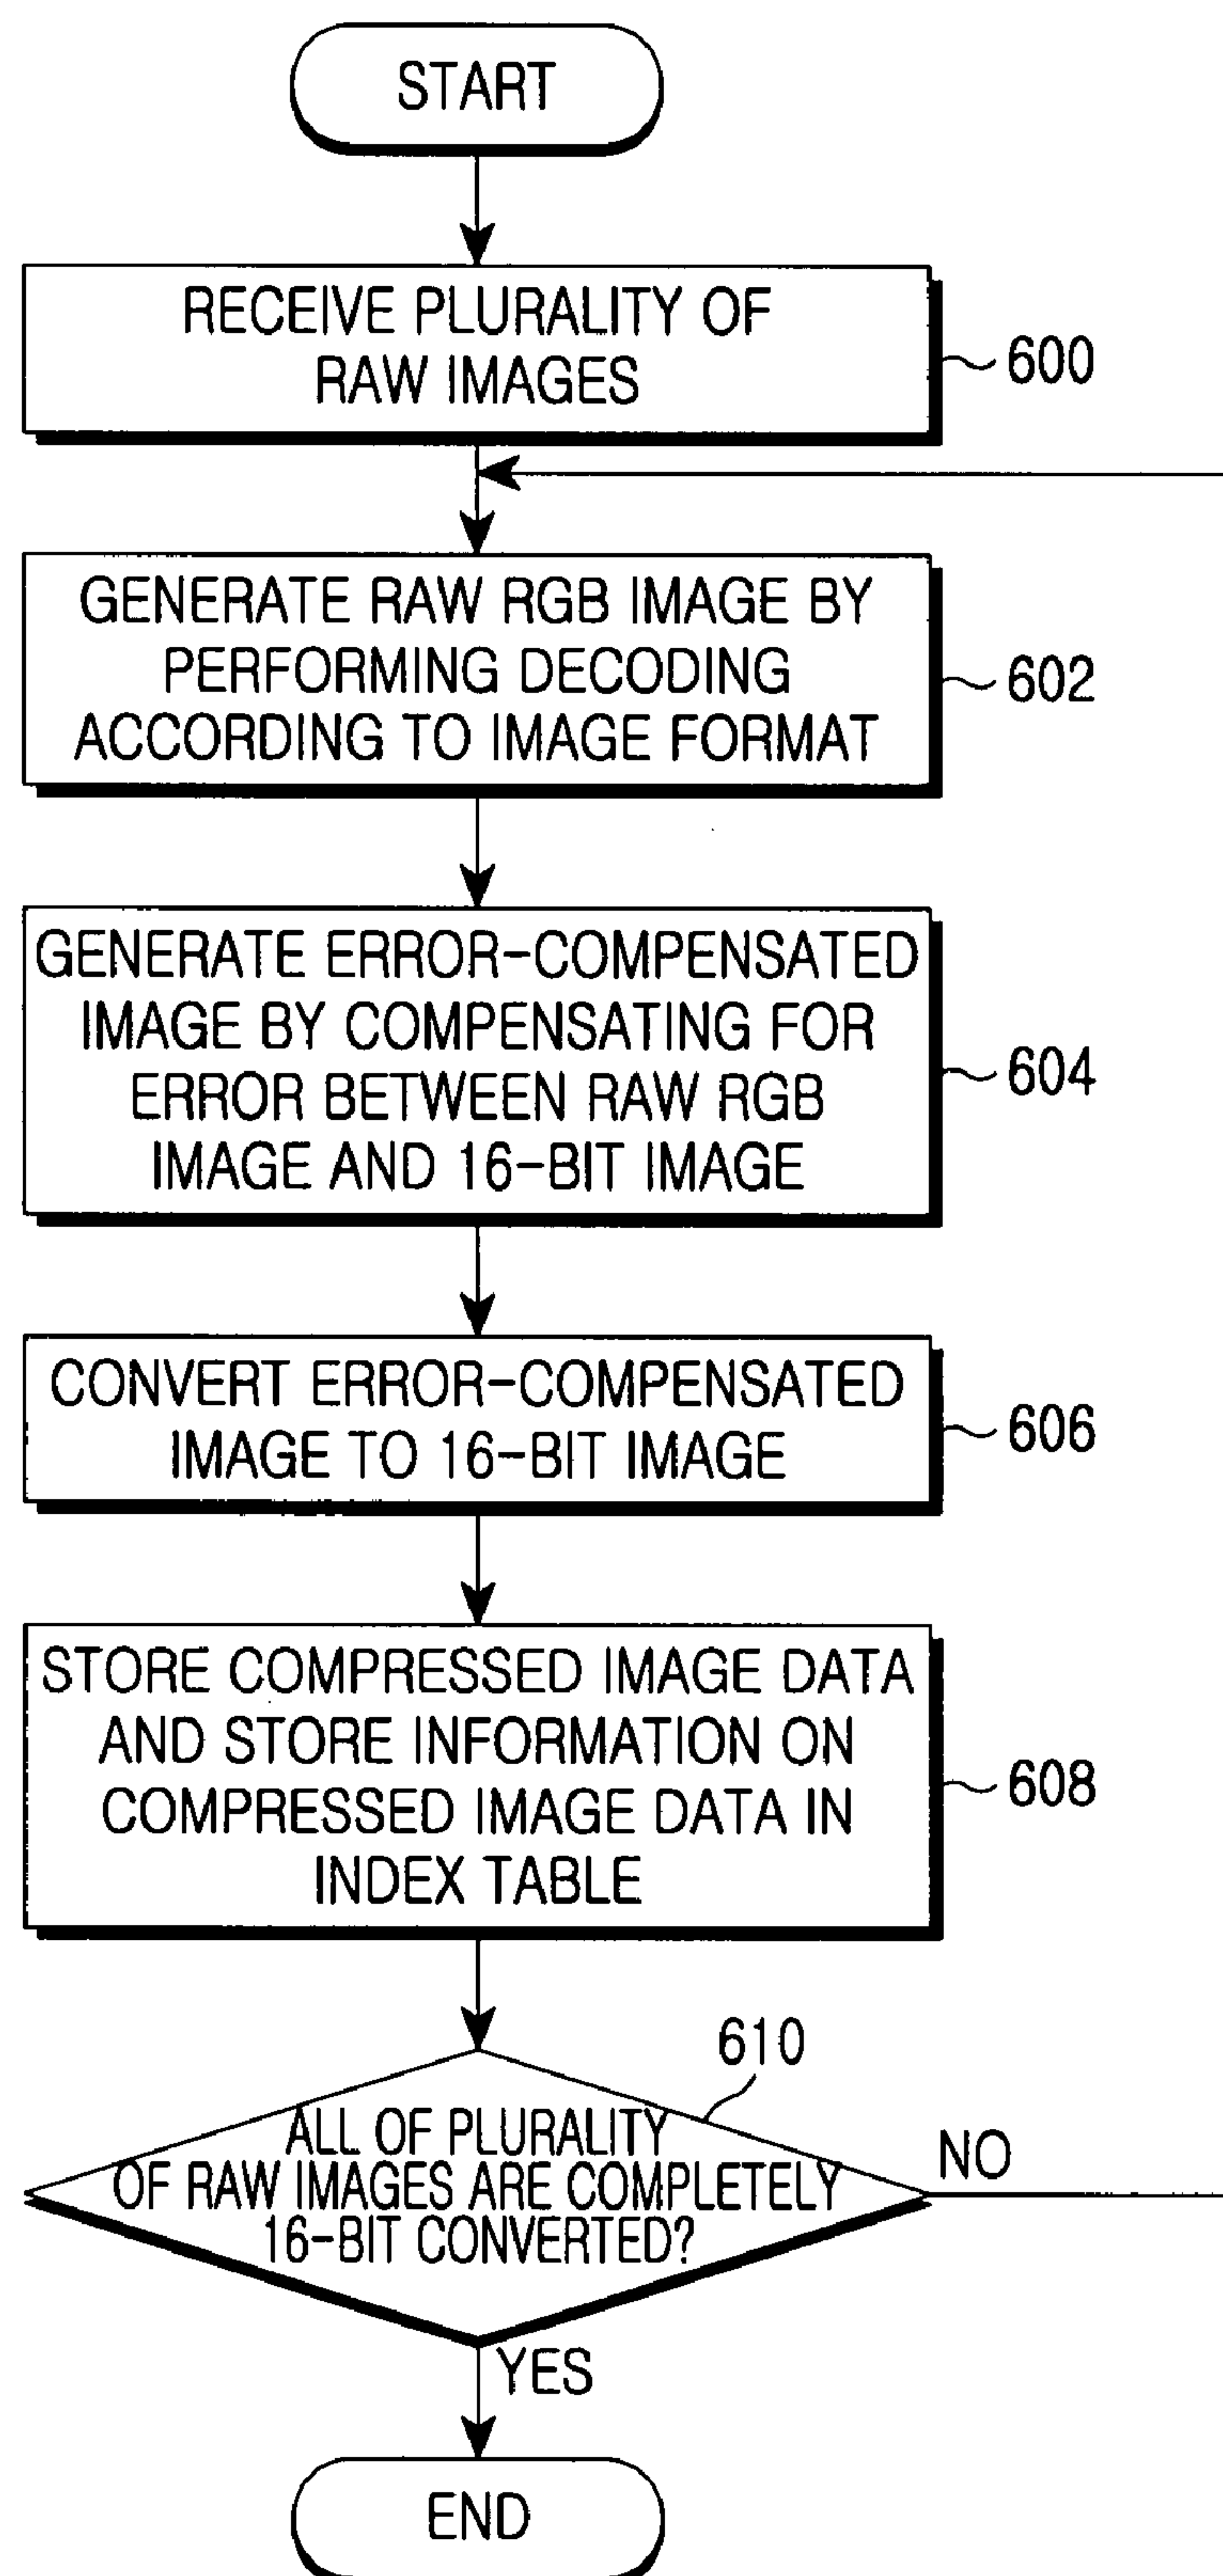 START
RECEIVE PLURALITY OF
RAW IMAGES
600
GENERATE RAW RGB IMAGE BY
PERFORMING DECODING
ACCORDING TO IMAGE FORMAT
602
GENERATE ERROR-COMPENSATED
IMAGE BY COMPENSATING FOR
ERROR BETWEEN RAW RGB
IMAGE AND 16-BIT IMAGE
604
CONVERT ERROR-COMPENSATED
IMAGE TO 16-BIT IMAGE
606
STORE COMPRESSED IMAGE DATA
AND STORE INFORMATION ON
COMPRESSED IMAGE DATA IN
INDEX TABLE
608
610
ALL OF PLURALITY
OF RAW IMAGES ARE COMPLETELY
16-BIT CONVERTED?
NO
YES
END